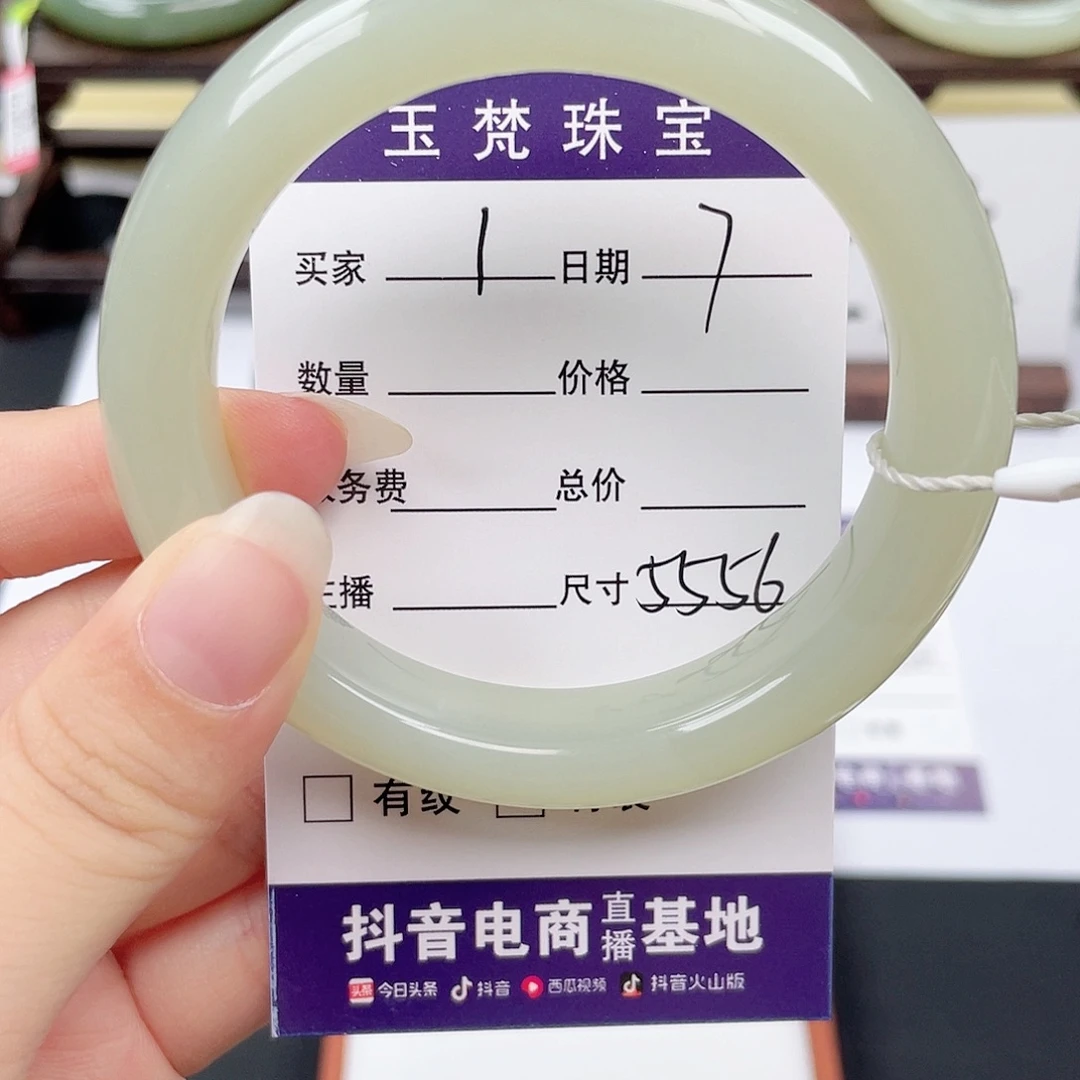 玉梵珠宝
买家 1 日期 7
数量 价格
务费 总价
播 尺寸 5556
有纹
抖音电商直播基地
今日头条 抖音 西瓜视频 抖音火山版